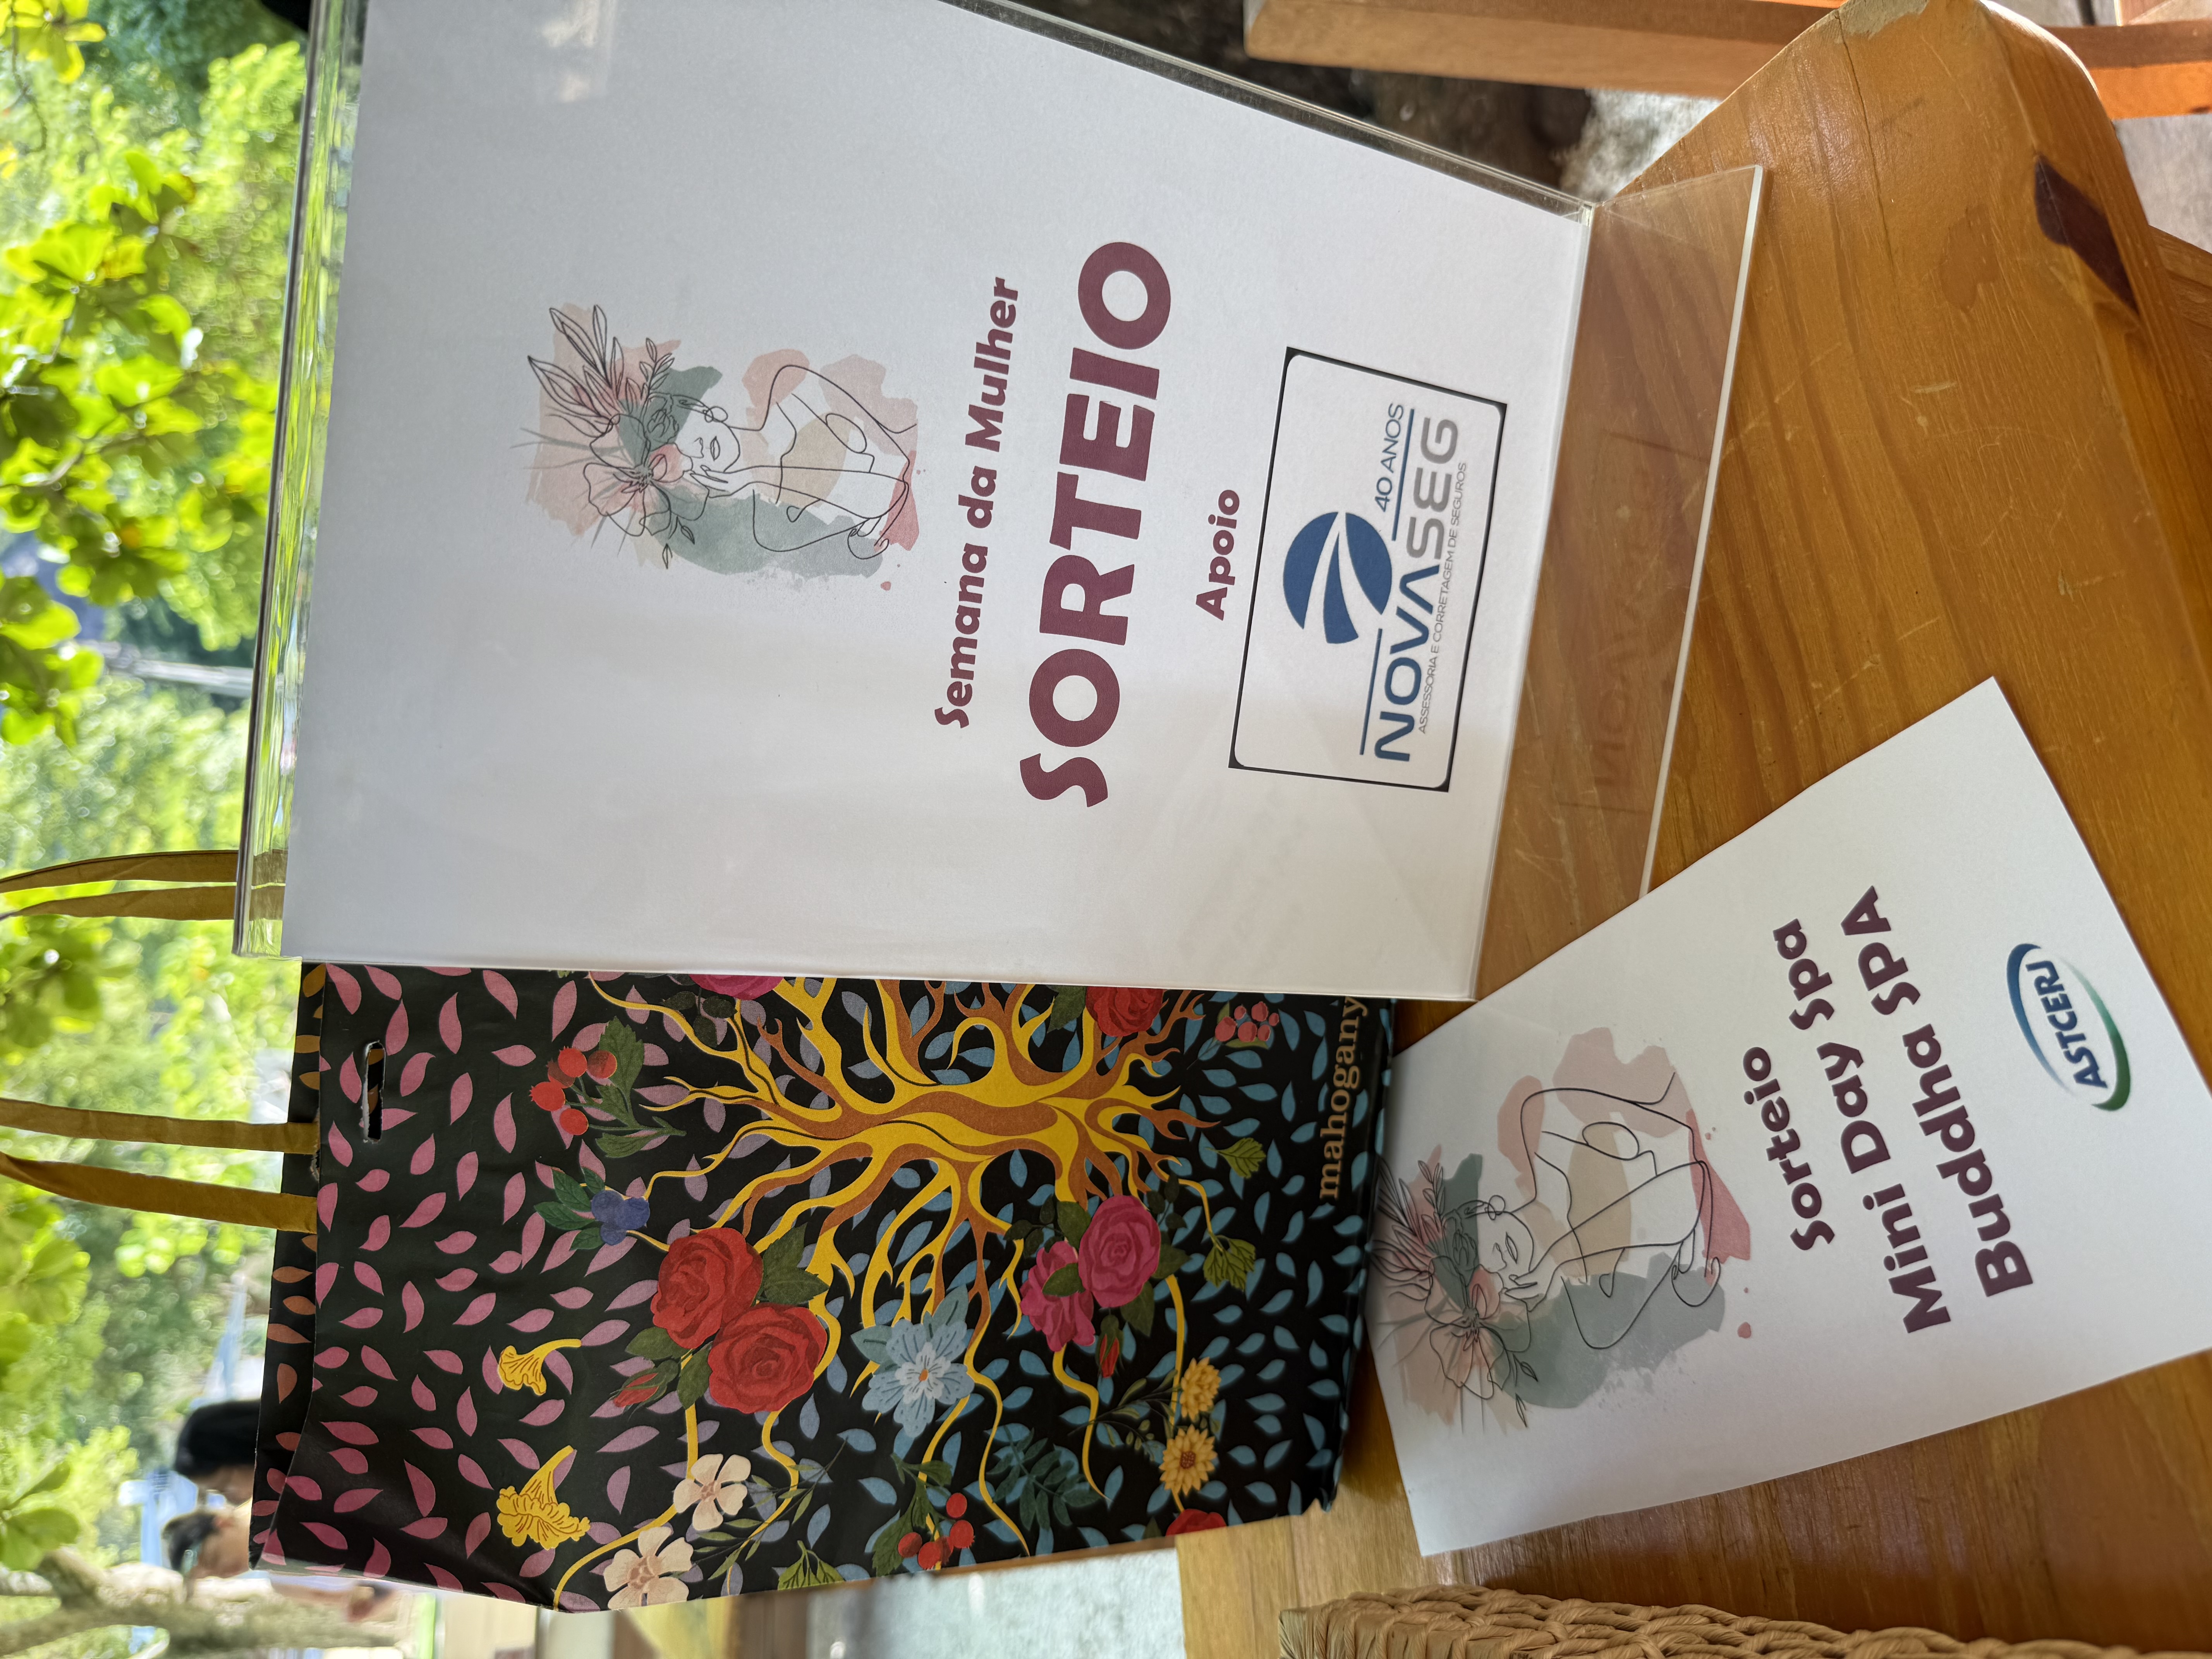 Semana da Mulher
SORTEIO
Apoio
40 ANOS
NOVASEG
ASSESSORIA E CORRETAGEM DE SEGUROS
mahogany
Sorteio
Mini Day Spa
Buddha SPA
ASTCERJ